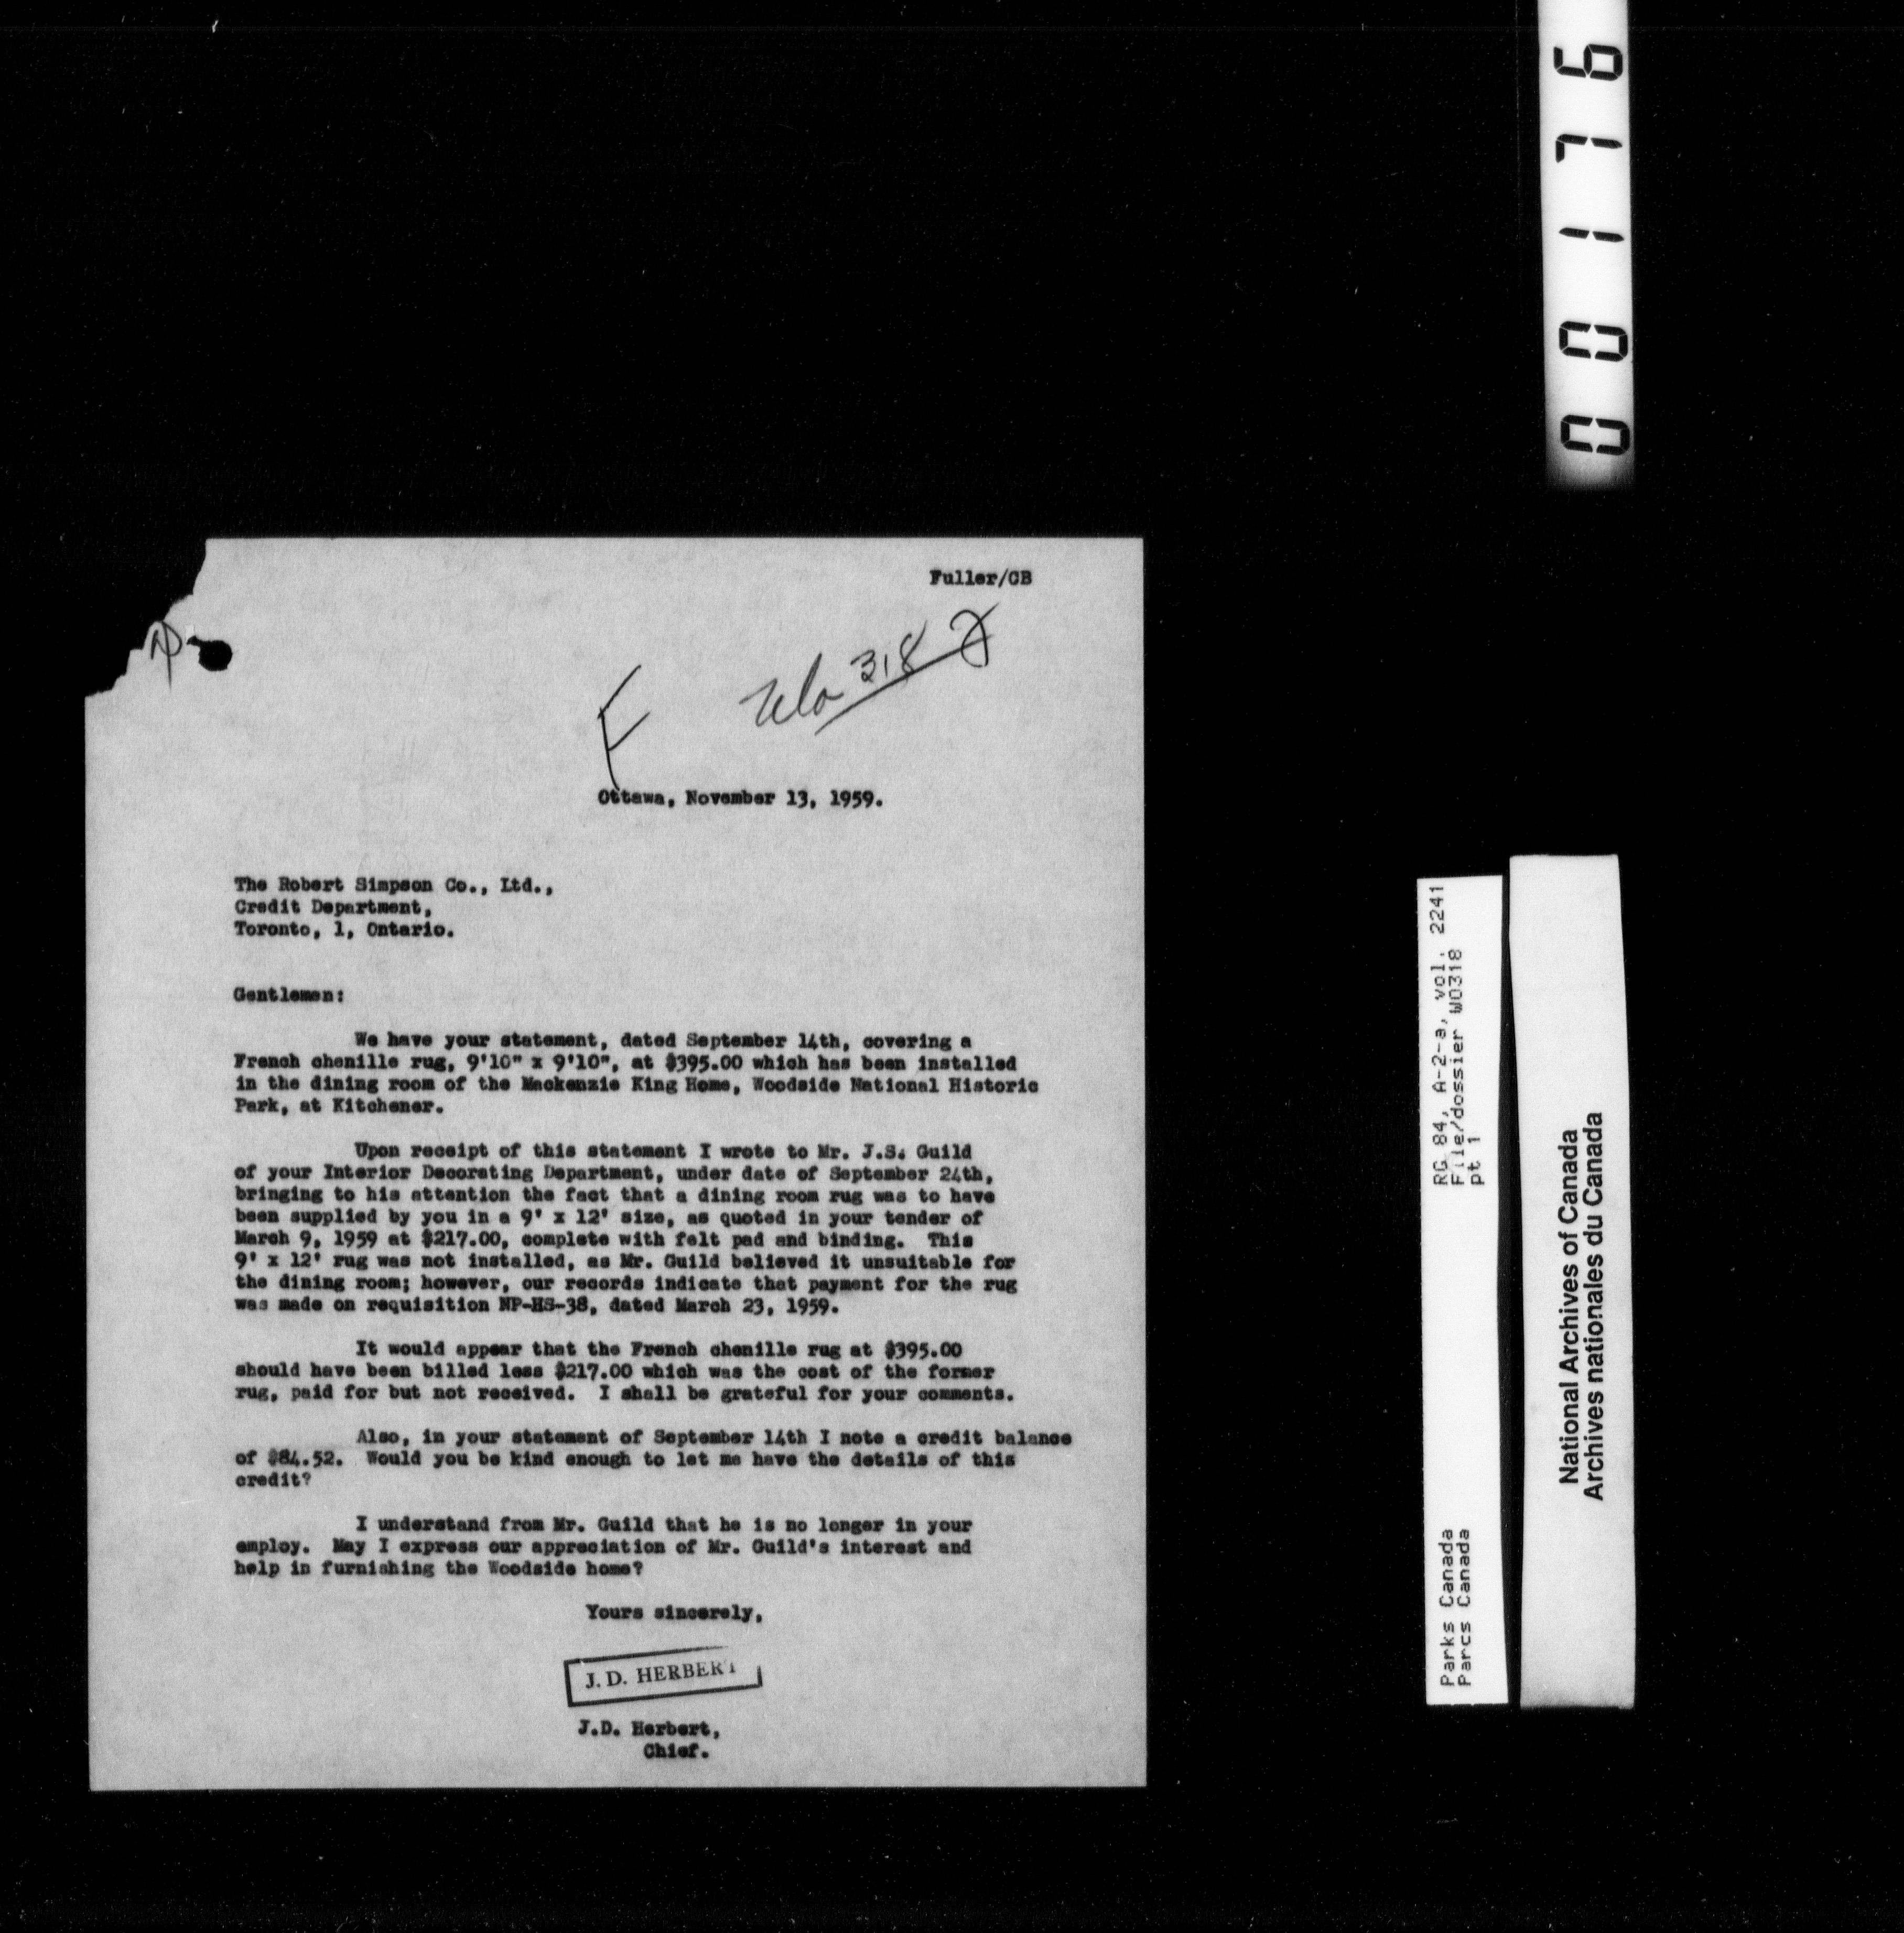 00176
Fuller/CB
Wo 318
F
Ottawa, November 13, 1959.
The Robert Simpson Co., Ltd.,
Credit Department,
Toronto, 1, Ontario.
Gentlemen:
We have your statement, dated September 14th, covering a
French chenille rug, 9'10" x 9'10", at $395.00 which has been installed
in the dining room of the Mackenzie King Home, Woodside National Historic
Park, at Kitchener.
Upon receipt of this statement I wrote to Mr. J.S. Guild
of your Interior Decorating Department, under date of September 24th,
bringing to his attention the fact that a dining room rug was to have
been supplied by you in a 9' x 12' size, as quoted in your tender of
March 9, 1959 at $217.00, complete with felt pad and binding. This
9' x 12' rug was not installed, as Mr. Guild believed it unsuitable for
the dining room; however, our records indicate that payment for the rug
was made on requisition NP-HS-38, dated March 23, 1959.
It would appear that the French chenille rug at $395.00
should have been billed less $217.00 which was the cost of the former
rug, paid for but not received. I shall be grateful for your comments.
Also, in your statement of September 14th I note a credit balance
of $84.52. Would you be kind enough to let me have the details of this
credit?
I understand from Mr. Guild that he is no longer in your
employ. May I express our appreciation of Mr. Guild's interest and
help in furnishing the Woodside home?
Yours sincerely,
J. D. HERBERT
J.D. Herbert,
Chief.
RG 84, A-2-a, vol. 2241
File/dossier W0318
pt 1
Parks Canada
Parcs Canada
National Archives of Canada
Archives nationales du Canada